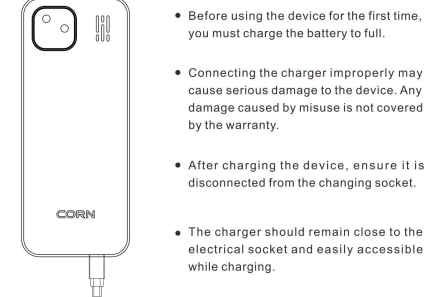 CORN
● Before using the device for the first time,
you must charge the battery to full.
● Connecting the charger improperly may
cause serious damage to the device. Any
damage caused by misuse is not covered
by the warranty.
● After charging the device, ensure it is
disconnected from the changing socket.
● The charger should remain close to the
electrical socket and easily accessible
while charging.